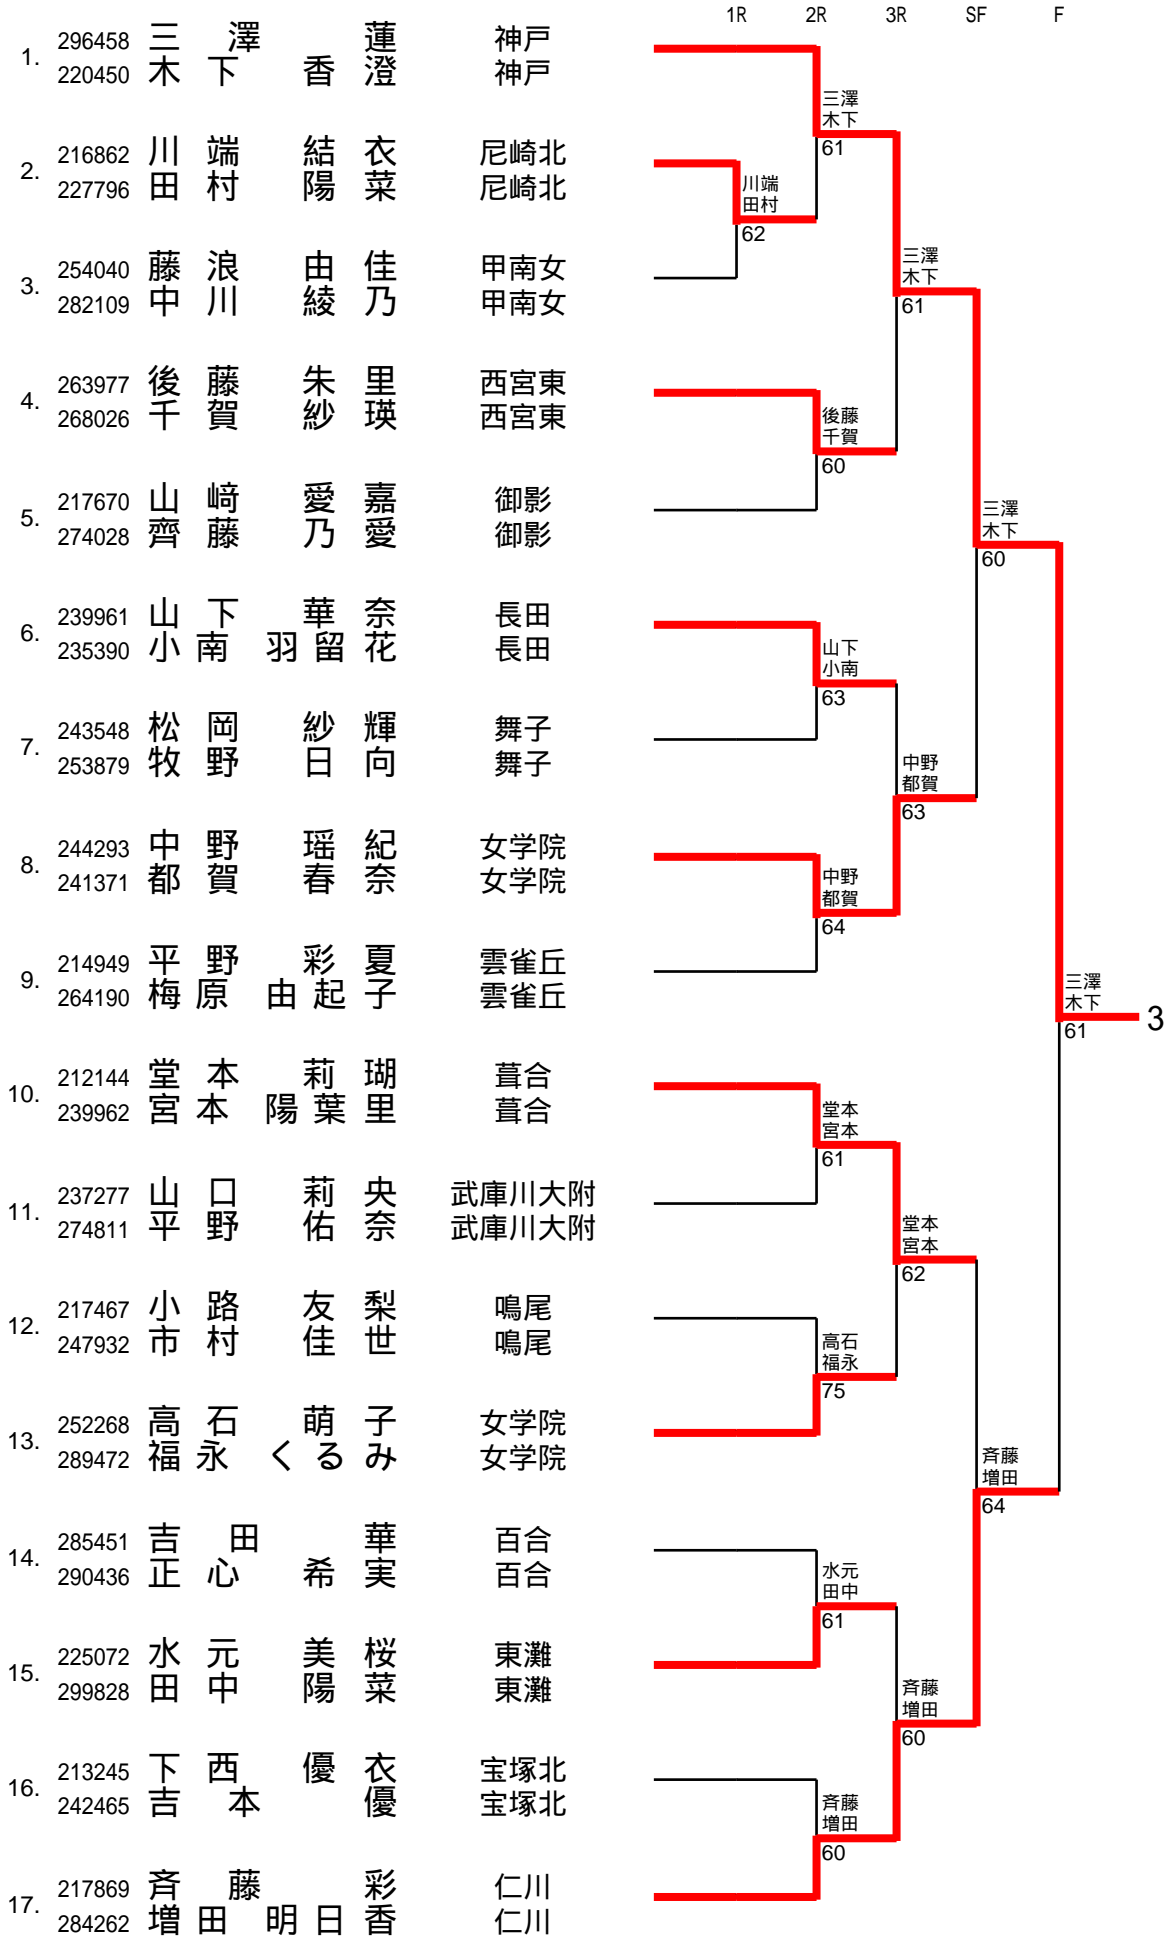 1R 2R 3R SF F
1. 296458 三澤 蓮 神戸
220450 木下 香澄 神戸
三澤
木下
61
2. 216862 川端 結衣 尼崎北
227796 田村 陽菜 尼崎北
川端
田村
62
3. 254040 藤浪 由佳 甲南女
282109 中川 綾乃 甲南女
三澤
木下
61
4. 263977 後藤 朱里 西宮東
268026 千賀 紗瑛 西宮東
後藤
千賀
60
5. 217670 山﨑 愛嘉 御影
274028 齊藤 乃愛 御影
三澤
木下
60
6. 239961 山下 華奈 長田
235390 小南 羽留花 長田
山下
小南
63
7. 243548 松岡 紗輝 舞子
253879 牧野 日向 舞子
中野
都賀
63
8. 244293 中野 瑶紀 女学院
241371 都賀 春奈 女学院
中野
都賀
64
9. 214949 平野 彩夏 雲雀丘
264190 梅原 由起子 雲雀丘
三澤
木下
61
3
10. 212144 堂本 莉瑚 葺合
239962 宮本 陽葉里 葺合
堂本
宮本
61
11. 237277 山口 莉央 武庫川大附
274811 平野 佑奈 武庫川大附
堂本
宮本
62
12. 217467 小路 友梨 鳴尾
247932 市村 佳世 鳴尾
高石
福永
75
13. 252268 高石 萌子 女学院
289472 福永 くるみ 女学院
斉藤
増田
64
14. 285451 吉田 華 百合
290436 正心 希実 百合
水元
田中
61
15. 225072 水元 美桜 東灘
299828 田中 陽菜 東灘
斉藤
増田
60
16. 213245 下西 優衣 宝塚北
242465 吉本 優 宝塚北
斉藤
増田
60
17. 217869 斉藤 彩 仁川
284262 増田 明日香 仁川